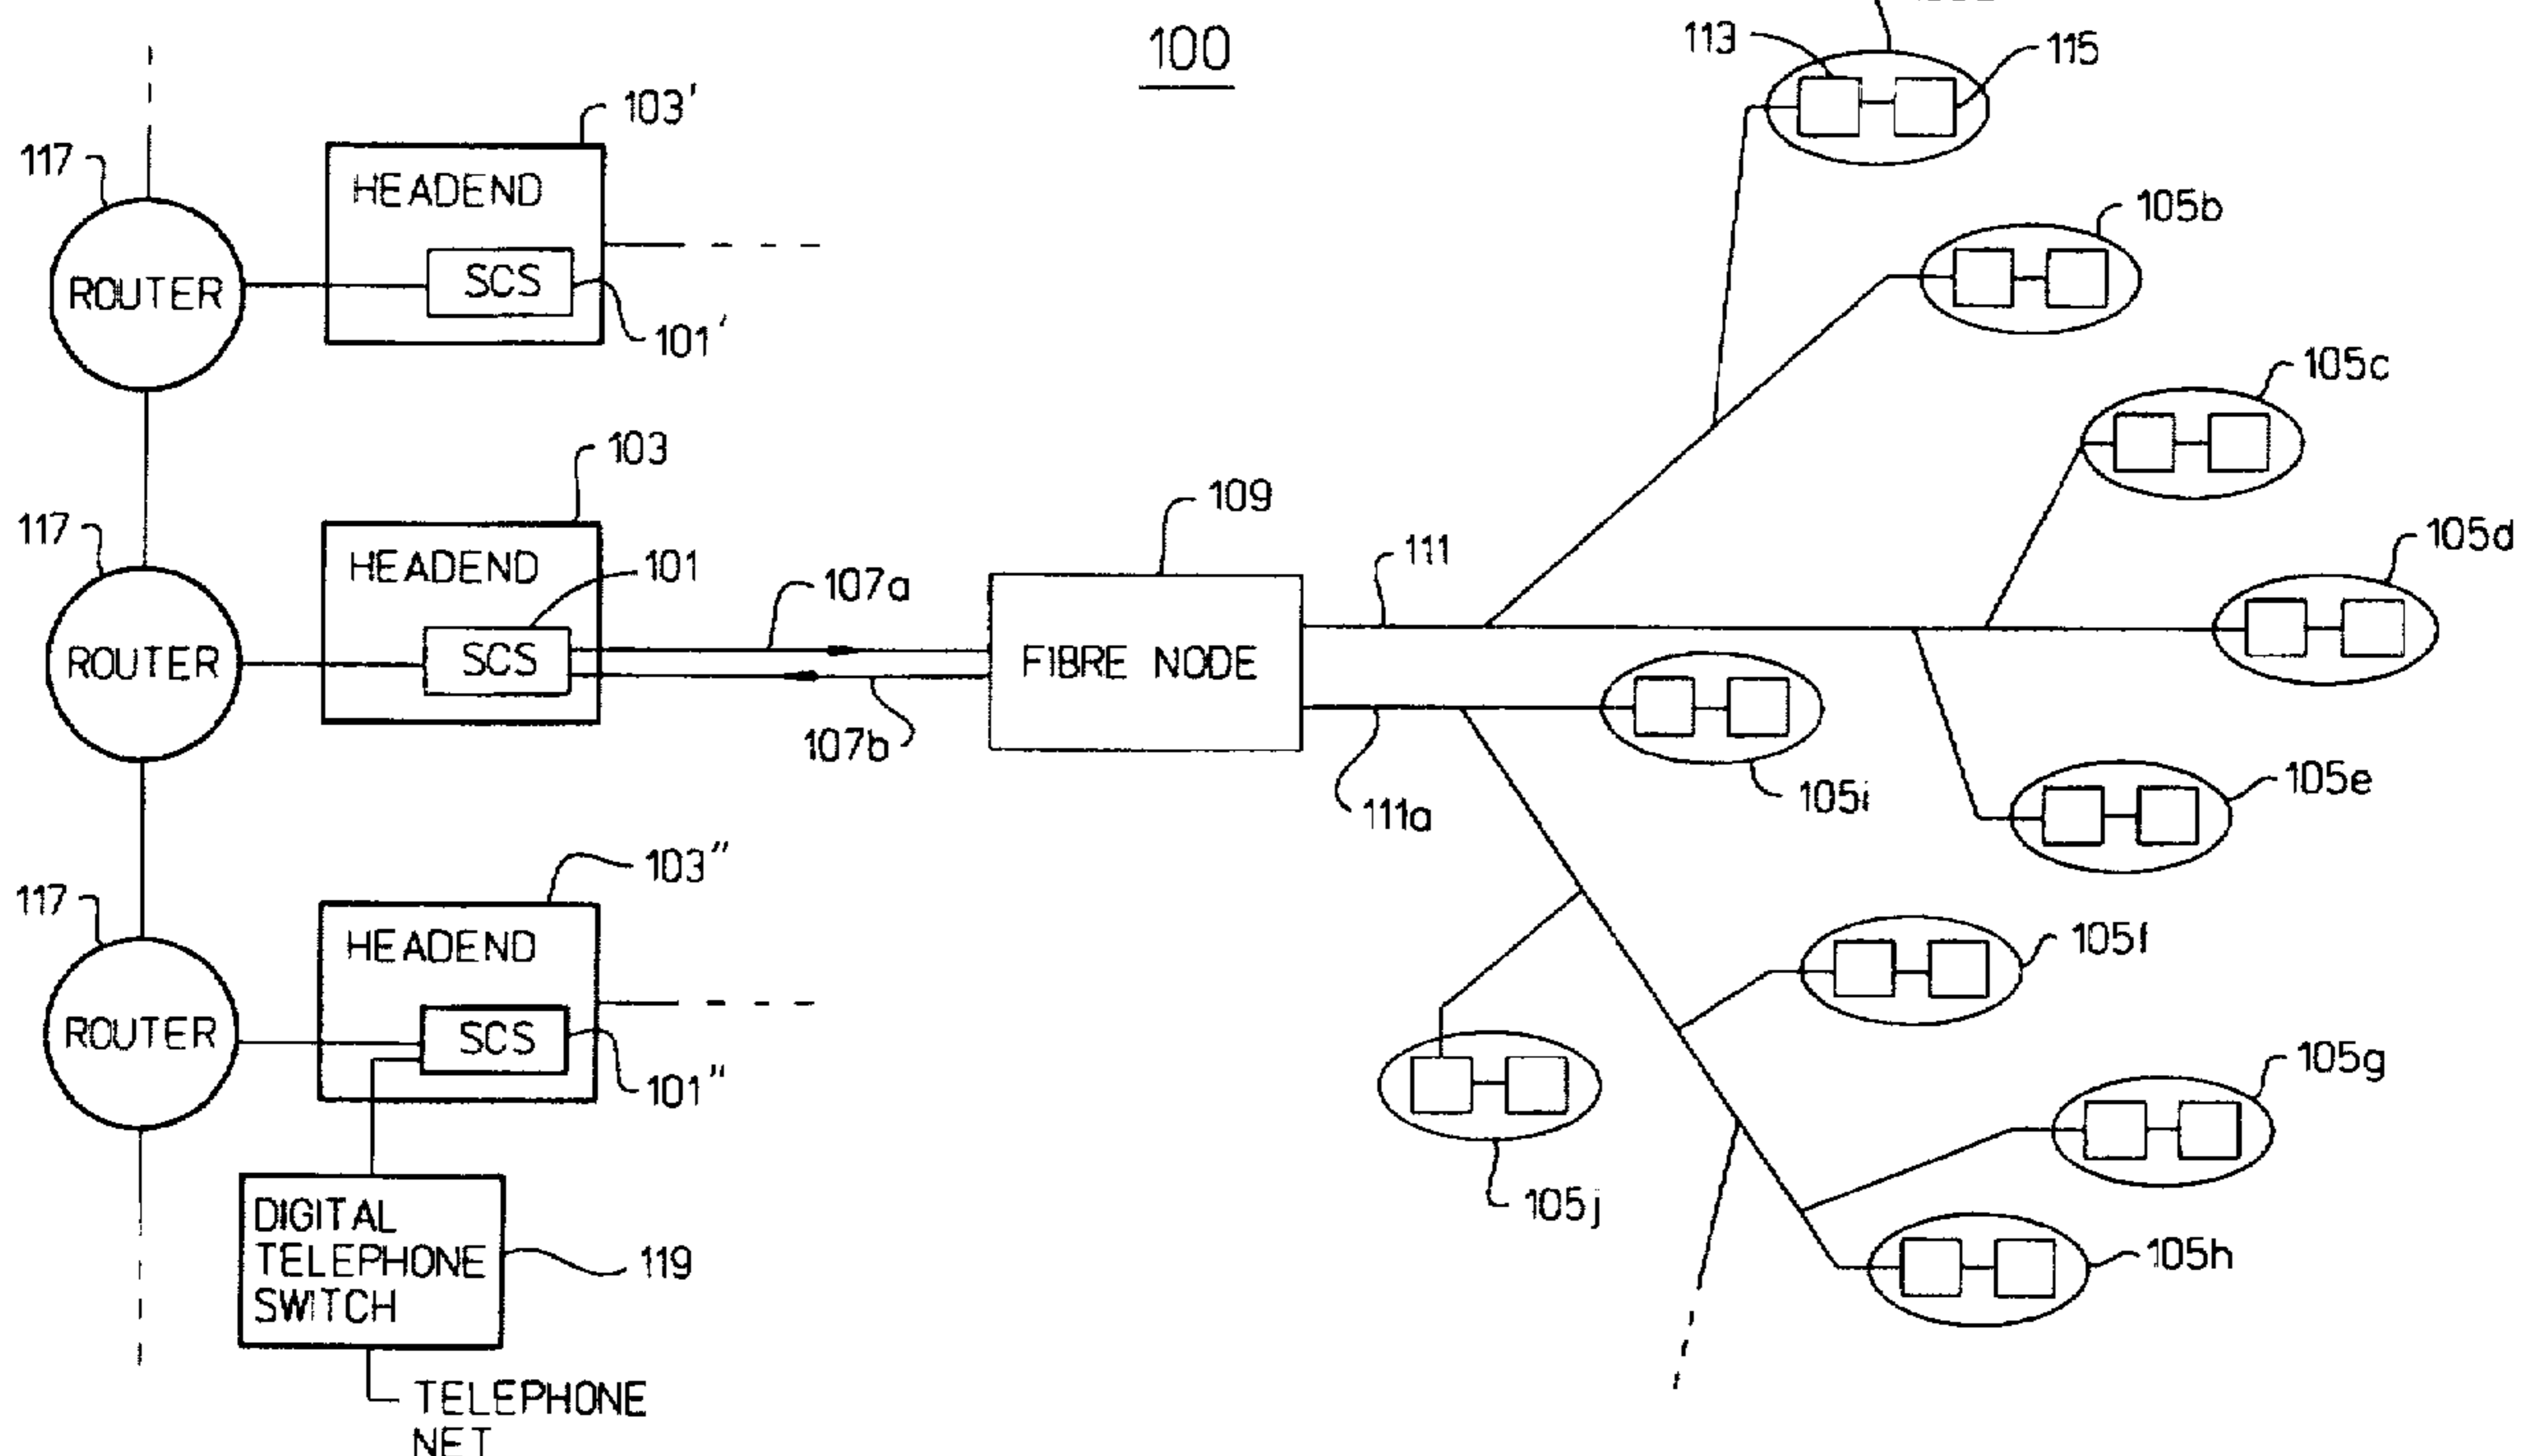 100
113
115
103'
117
HEADEND
105b
ROUTER
SCS
101'
105c
103
109
117
HEADEND
101
111
105d
107a
ROUTER
SCS
FIBRE NODE
107b
105i
111a
105e
103"
117
HEADEND
105f
ROUTER
SCS
101"
105g
105j
DIGITAL
TELEPHONE
SWITCH
119
105h
TELEPHONE
NET